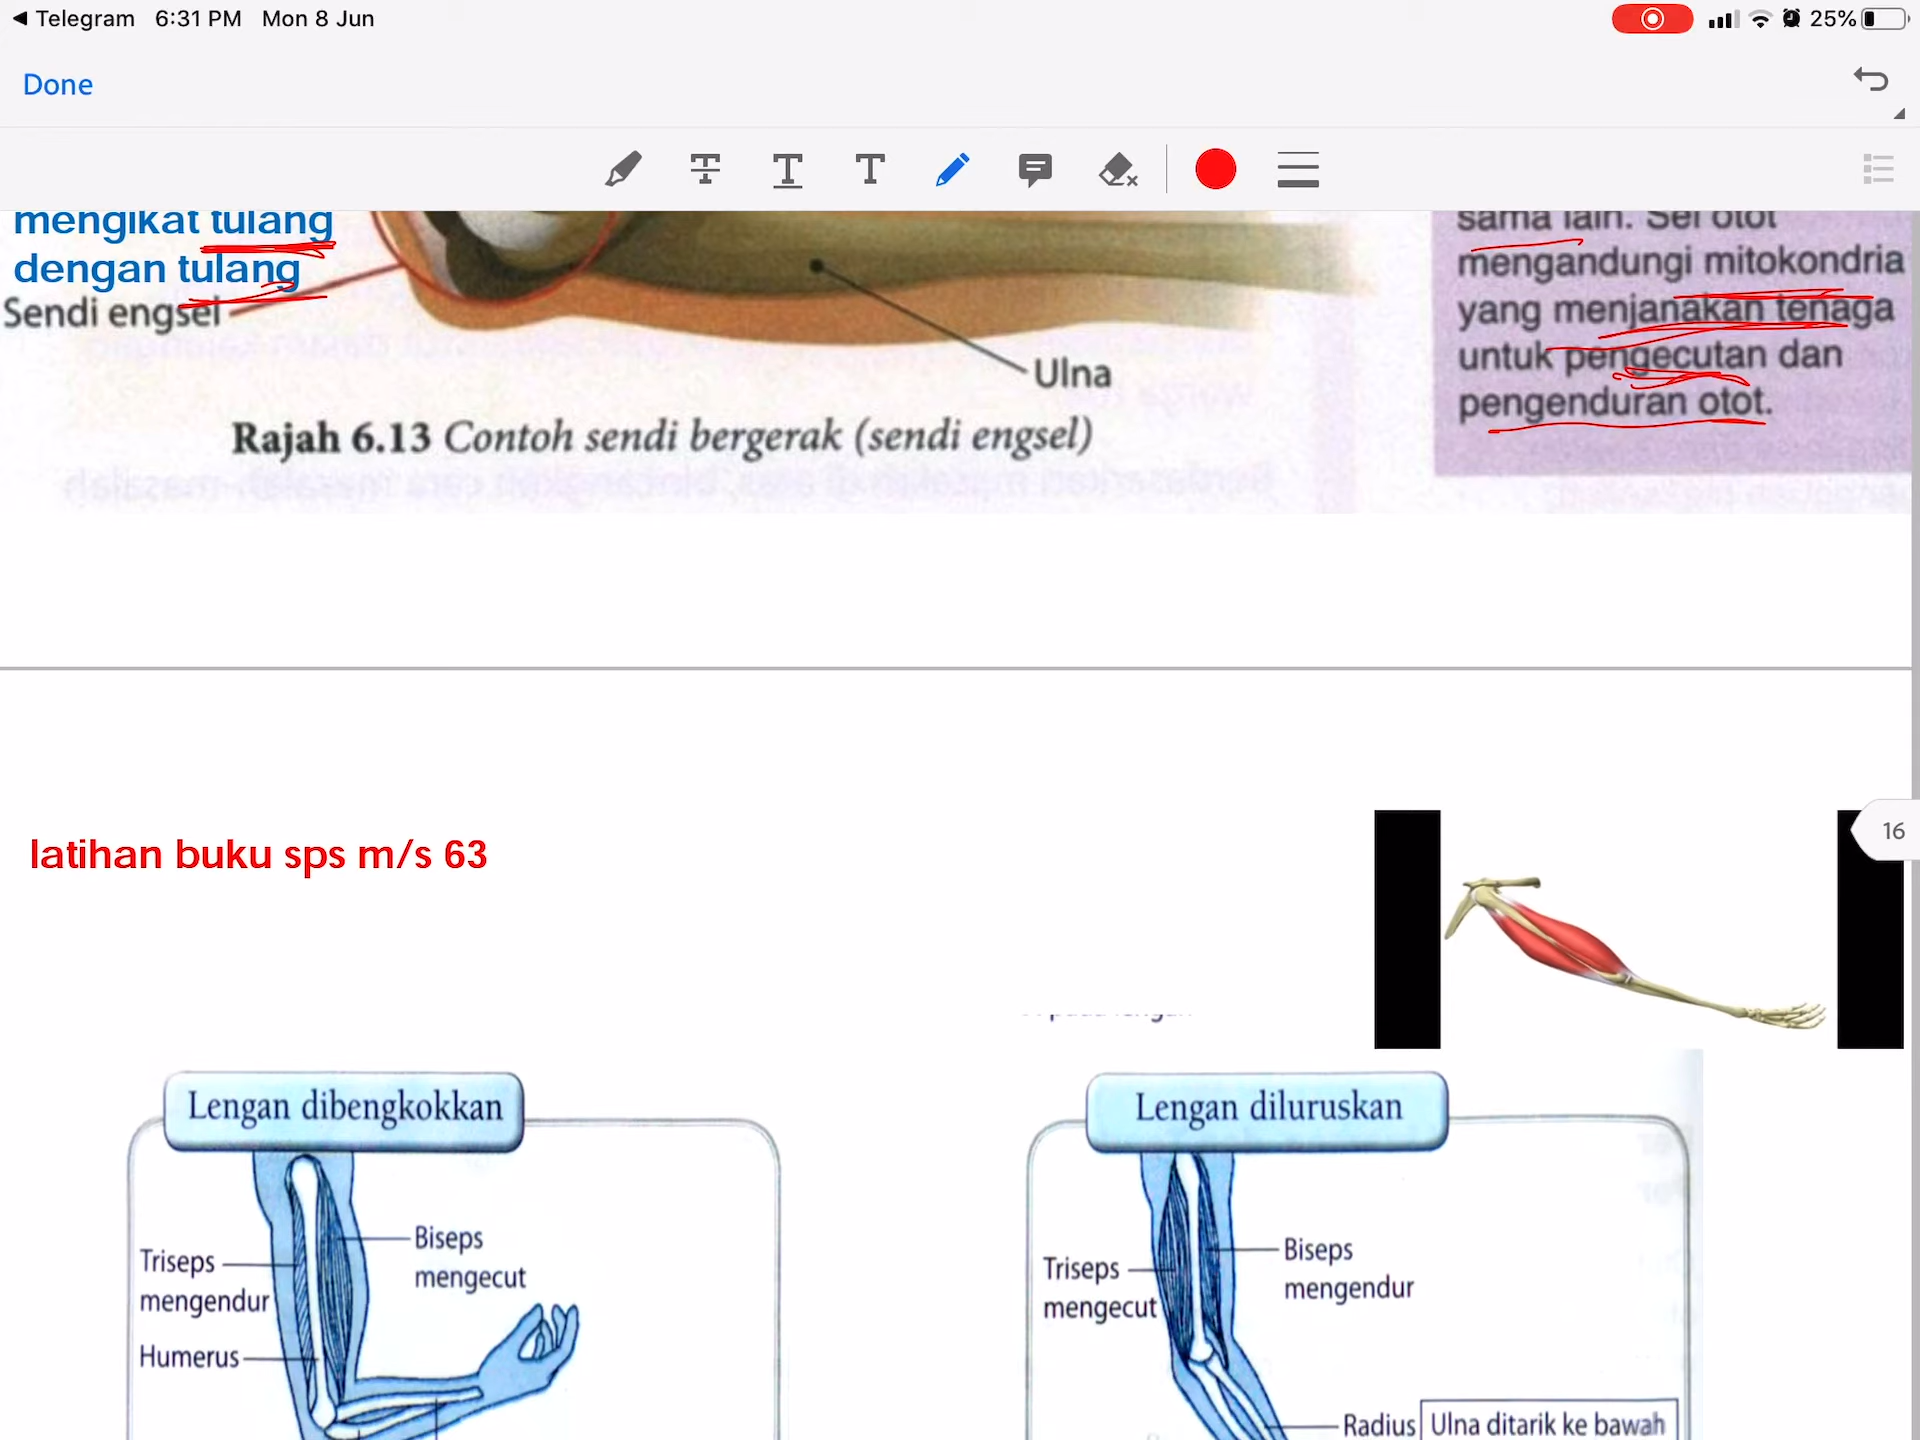 Telegram 6:31 PM Mon 8 Jun
25%
Done
mengikat tulang
dengan tulang
Sendi engsel
Ulna
Rajah 6.13 Contoh sendi bergerak (sendi engsel)
sama lain. Sel otot
mengandungi mitokondria
yang menjanakan tenaga
untuk pengecutan dan
pengenduran otot.
16
latihan buku sps m/s 63
Lengan dibengkokkan
Triseps
mengendur
Humerus
Biseps
mengecut
Lengan diluruskan
Triseps
mengecut
Biseps
mengendur
Radius
Ulna ditarik ke bawah